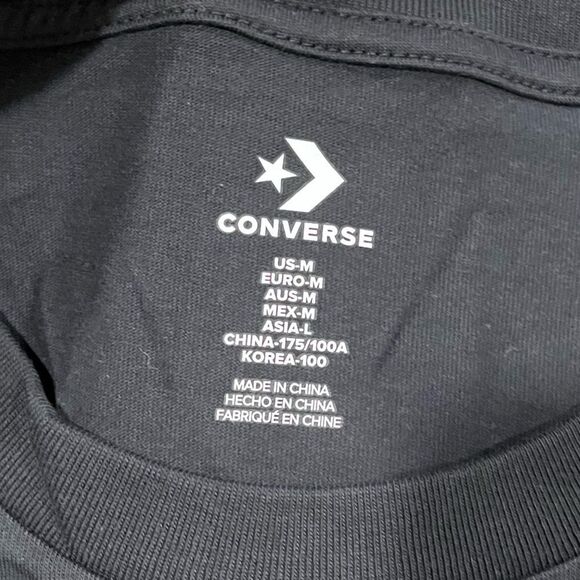 CONVERSE
US-M
EURO-M
AUS-M
MEX-M
ASIA-L
CHINA-175/100A
KOREA-100
MADE IN CHINA
HECHO EN CHINA
FABRIQUÉ EN CHINE